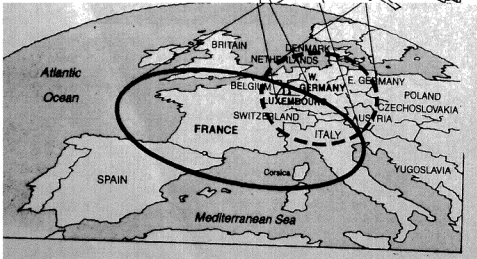 BRITAIN
DENMARK
NETHERLANDS
Atlantic
Ocean
W.
GERMANY
E. GERMANY
BELGIUM
POLAND
LUXEMBOURG
CZECHOSLOVAKIA
SWITZERLAND
AUSTRIA
FRANCE
ITALY
Corsica
YUGOSLAVIA
SPAIN
Mediterranean Sea